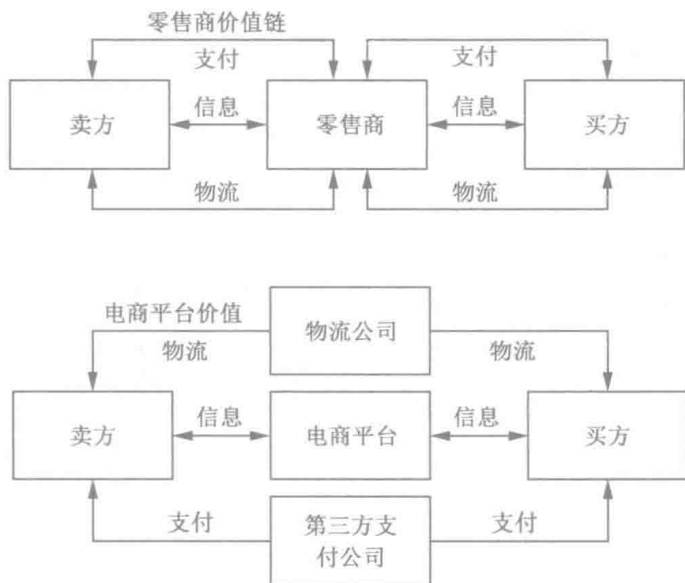 零售商价值链
支付 支付
卖方 信息 零售商 信息 买方
物流 物流
电商平台价值
物流公司
物流 物流
卖方 信息 电商平台 信息 买方
支付 第三方支 支付
付公司